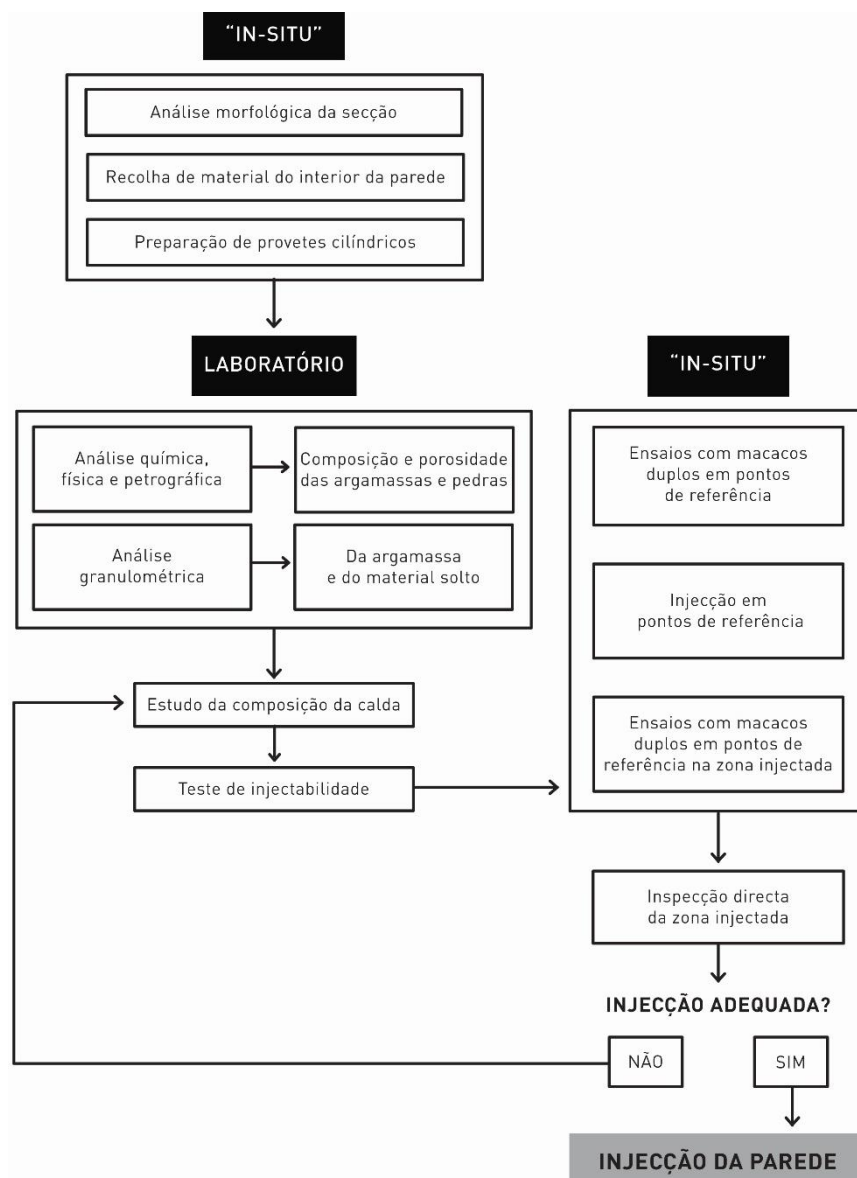 “IN-SITU”
Análise morfológica da secção
Recolha de material do interior da parede
Preparação de provetes cilíndricos
LABORATÓRIO
Análise química,
física e petrográfica
Composição e porosidade
das argamassas e pedras
Análise
granulométrica
Da argamassa
e do material solto
Estudo da composição da calda
Teste de injectabilidade
“IN-SITU”
Ensaios com macacos
duplos em pontos
de referência
Injecção em
pontos de referência
Ensaios com macacos
duplos em pontos de
referência na zona injectada
Inspecção directa
da zona injectada
INJECÇÃO ADEQUADA?
NÃO
SIM
INJECÇÃO DA PAREDE